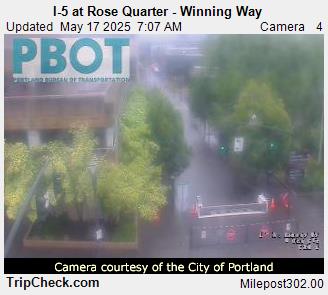 I-5 at Rose Quarter - Winning Way
Updated May 17 2025 7:07 AM Camera 4
PBOT
PORTLAND BUREAU OF TRANSPORTATION
Camera courtesy of the City of Portland
TripCheck.com Milepost302.00